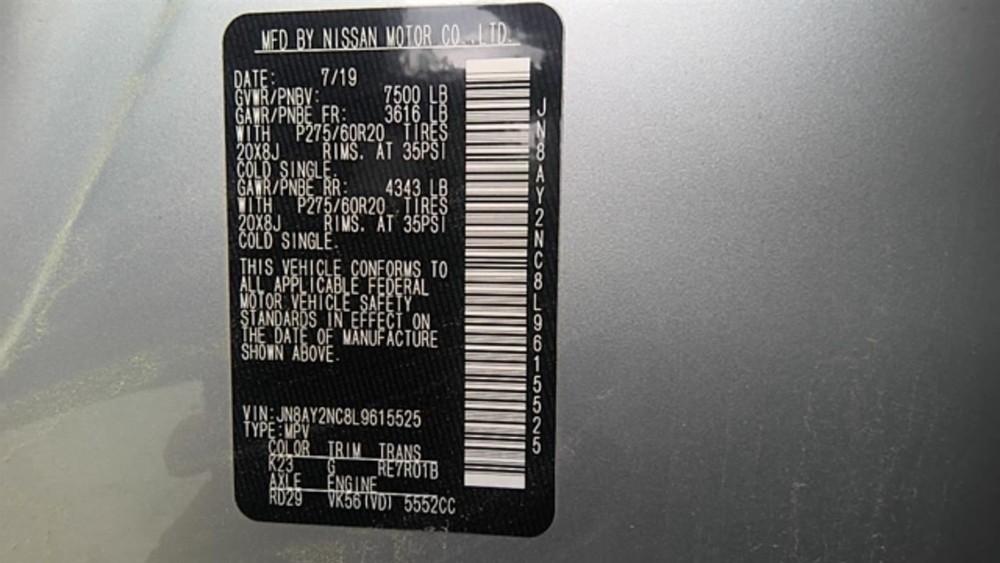 MFD BY NISSAN MOTOR CO.,LTD.
DATE: 7/19
GVWR/PNBV: 7500 LB
GAWR/PNBE FR: 3616 LB
WITH P275/60R20 TIRES
20X8J RIMS. AT 35PSI
COLD SINGLE.
GAWR/PNBE RR: 4343 LB
WITH P275/60R20 TIRES
20X8J RIMS. AT 35PSI
COLD SINGLE.
THIS VEHICLE CONFORMS TO
ALL APPLICABLE FEDERAL
MOTOR VEHICLE SAFETY
STANDARDS IN EFFECT ON
THE DATE OF MANUFACTURE
SHOWN ABOVE.
VIN:JN8AY2NC8L9615525
TYPE:MPV
COLOR TRIM TRANS
K23 G RE7R01B
AXLE ENGINE
RD29 VK56(VD) 5552CC
JN8AY2NC8L9615525